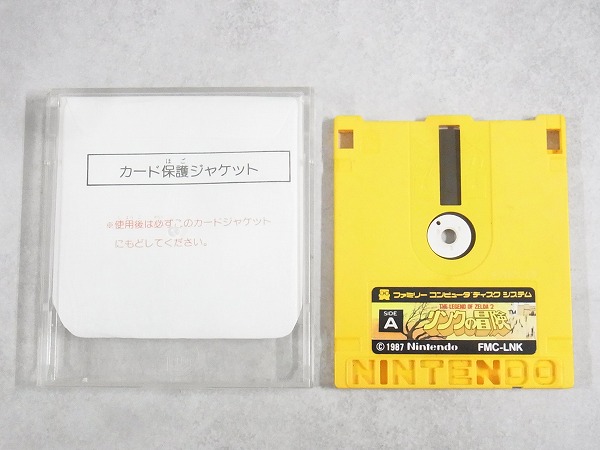 ほご
カード保護ジャケット
※使用後は必ずこのカードジャケット
にもどしてください。
ファミリー コンピュータ ディスク システム
THE LEGEND OF ZELDA 2
SIDE A
リンクの冒険 TM
© 1987 Nintendo FMC-LNK
NINTENDO